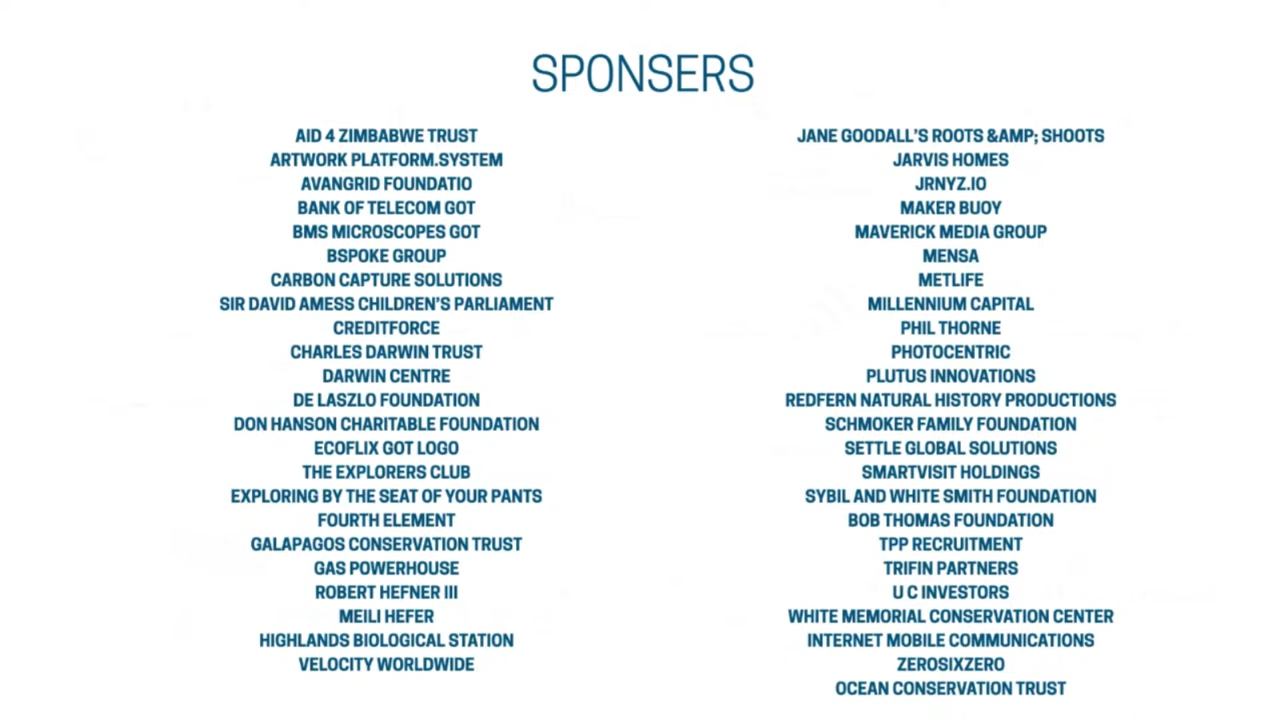 SPONSERS
AID 4 ZIMBABWE TRUST
ARTWORK PLATFORM.SYSTEM
AVANGRID FOUNDATIO
BANK OF TELECOM GOT
BMS MICROSCOPES GOT
BSPOKE GROUP
CARBON CAPTURE SOLUTIONS
SIR DAVID AMESS CHILDREN'S PARLIAMENT
CREDITFORCE
CHARLES DARWIN TRUST
DARWIN CENTRE
DE LASZLO FOUNDATION
DON HANSON CHARITABLE FOUNDATION
ECOFLIX GOT LOGO
THE EXPLORERS CLUB
EXPLORING BY THE SEAT OF YOUR PANTS
FOURTH ELEMENT
GALAPAGOS CONSERVATION TRUST
GAS POWERHOUSE
ROBERT HEFNER III
MEILI HEFER
HIGHLANDS BIOLOGICAL STATION
VELOCITY WORLDWIDE
JANE GOODALL'S ROOTS &AMP; SHOOTS
JARVIS HOMES
JRNYZ.IO
MAKER BUOY
MAVERICK MEDIA GROUP
MENSA
METLIFE
MILLENNIUM CAPITAL
PHIL THORNE
PHOTOCENTRIC
PLUTUS INNOVATIONS
REDFERN NATURAL HISTORY PRODUCTIONS
SCHMOKER FAMILY FOUNDATION
SETTLE GLOBAL SOLUTIONS
SMARTVISIT HOLDINGS
SYBIL AND WHITE SMITH FOUNDATION
BOB THOMAS FOUNDATION
TPP RECRUITMENT
TRIFIN PARTNERS
U C INVESTORS
WHITE MEMORIAL CONSERVATION CENTER
INTERNET MOBILE COMMUNICATIONS
ZEROSIXZERO
OCEAN CONSERVATION TRUST